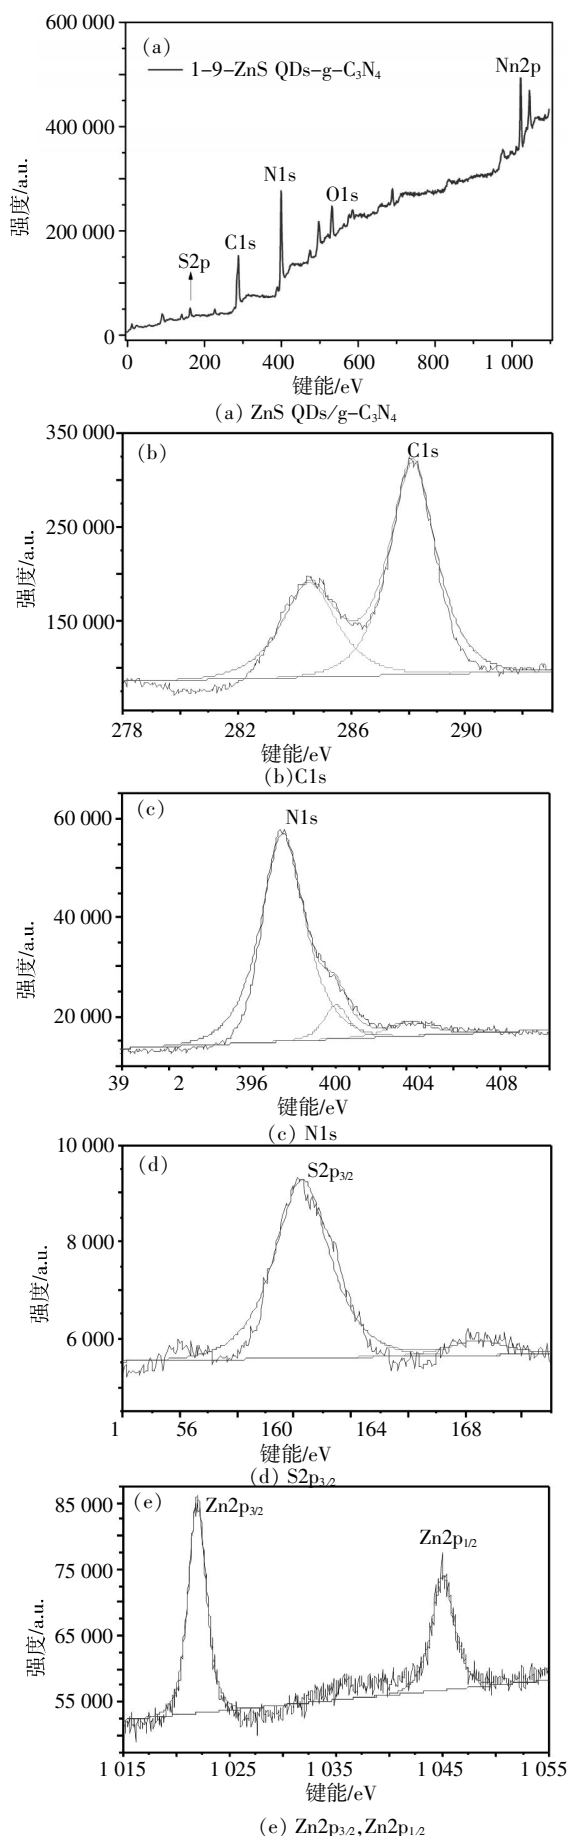 600 000
(a)
1-9-ZnS QDs-g-C₃N₄
Nn2p
400 000
N1s
O1s
强度/a.u.
200 000
C1s
S2p
0
0 200 400 600 800 1 000
键能/eV
(a) ZnS QDs/g-C₃N₄
350 000
(b)
C1s
250 000
强度/a.u.
150 000
278 282 286 290
键能/eV
(b)C1s
(c)
60 000
N1s
40 000
强度/a.u.
20 000
39 2 396 400 404 408
键能/eV
(c) N1s
10 000
(d)
S2p3/2
8 000
强度/a.u.
6 000
1 56 160 164 168
键能/eV
(d) S2p3/2
85 000
(e)
Zn2p3/2
Zn2p1/2
75 000
强度/a.u.
65 000
55 000
1 015 1 025 1 035 1 045 1 055
键能/eV
(e) Zn2p3/2,Zn2p1/2